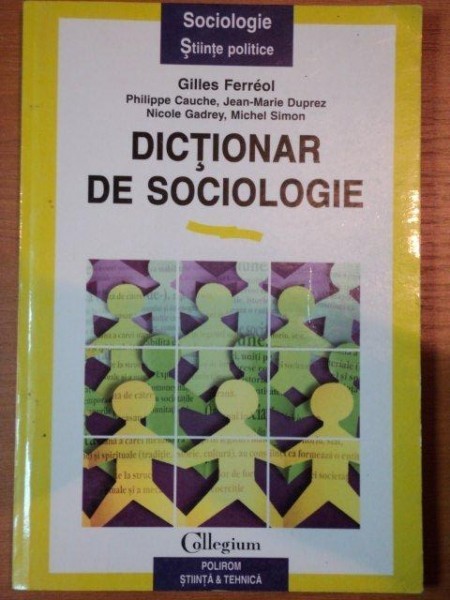 Sociologie
Științe politice
Gilles Ferréol
Philippe Cauche, Jean-Marie Duprez
Nicole Gadrey, Michel Simon
DICȚIONAR
DE SOCIOLOGIE
Collegium
POLIROM
ȘTIINȚĂ & TEHNICĂ